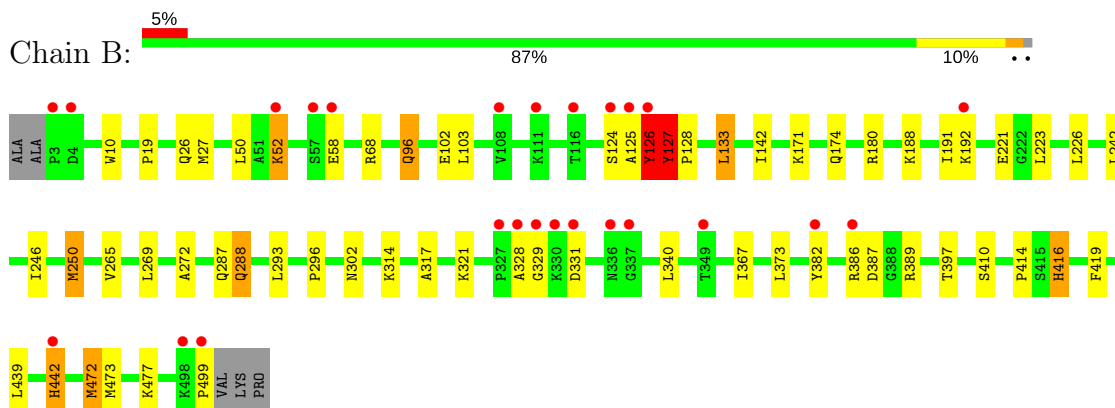 5%
Chain B:
87% 10% • •
ALA ALA P3 D4 W10 P19 Q26 M27 L50 A51 K52 S57 E58 R68 Q96 E102 L103 V108 K111 T116 S124 A125 Y126 Y127 P128 L133 I142 K171 Q174 R180 K188 I191 K192 E221 G222 L223 L226
I246 M250 V265 L269 A272 Q287 Q288 L293 P296 N302 K314 A317 K321 P327 A328 G329 K330 D331 N336 G337 L340 T349 I367 L373 Y382 R386 D387 G388 R389 T397 S410 P414 S415 H416 F419
L439 H442 M472 M473 K477 K498 P499 VAL LYS PRO